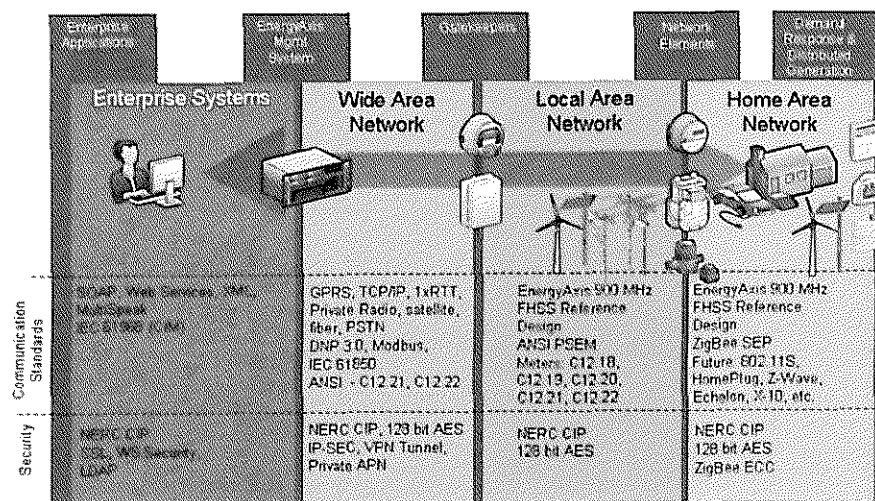 Enterprise
Applications
EnergyAxis
Mgmt
System
Gatekeepers
Network
Elements
Demand
Response &
Distributed
Generation
Enterprise Systems
Wide Area
Network
Local Area
Network
Home Area
Network
Communication
Standards
SOAP, Web Services, XML,
MultiSpeak
IEC 61968 (CIM)
GPRS, TCP/IP, 1xRTT,
Private Radio, satellite,
fiber, PSTN
DNP 3.0, Modbus,
IEC 61850
ANSI - C12.21, C12.22
EnergyAxis 900 MHz
FHSS Reference
Design
ANSI PSEM
Meters: C12.18,
C12.19, C12.20,
C12.21, C12.22
EnergyAxis 900 MHz
FHSS Reference
Design
ZigBee SEP
Future: 802.11S,
HomePlug, Z-Wave,
Echelon, X-10, etc.
Security
NERC CIP
SSL, WS Security,
LDAP
NERC CIP, 128 bit AES
IP-SEC, VPN Tunnel,
Private APN
NERC CIP
128 bit AES
NERC CIP
128 bit AES
ZigBee ECC